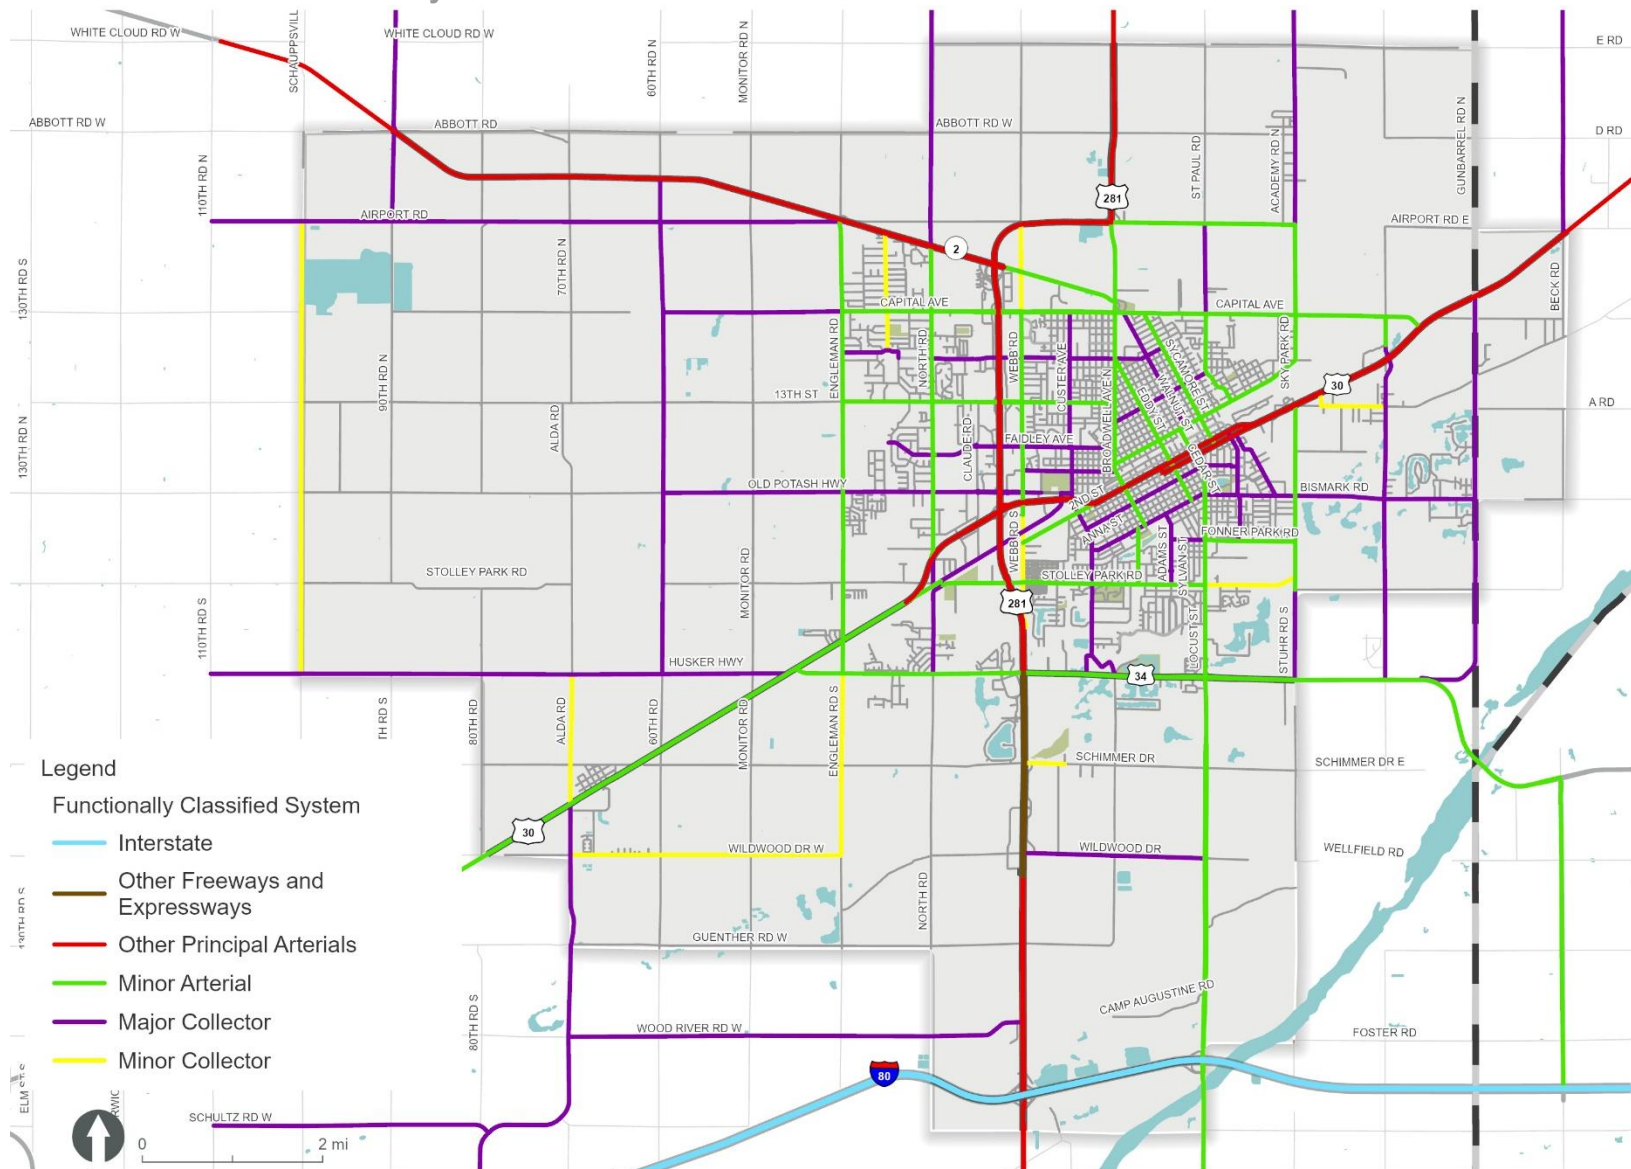 WHITE CLOUD RD W
SCHAUPPSVILL
WHITE CLOUD RD W
60TH RD N
MONITOR RD N
E RD
ABBOTT RD W
ABBOTT RD
ABBOTT RD W
D RD
GUNBARREL RD N
ST PAUL RD
ACADEMY RD N
110TH RD N
281
AIRPORT RD
AIRPORT RD E
2
130TH RD S
70TH RD N
BECK RD
CAPITAL AVE
CAPITAL AVE
ENGLEMAN RD
NORTH RD
WEBB RD
CUSTER AVE
SYCAMORE ST
SKY PARK RD
90TH RD N
13TH ST
BROADWELL AVE N
EDDY ST
WALNUT ST
30
A RD
130TH RD N
ALDA RD
CLAUDE RD
FAIDLEY AVE
CEDAR ST
OLD POTASH HWY
2ND ST
BISMARK RD
WEBB RD S
ANNA ST
ADAMS ST
SYLVAN ST
FONNER PARK RD
STOLLEY PARK RD
MONITOR RD
STOLLEY PARK RD
110TH RD S
281
LOCUST ST
STUHR RD S
HUSKER HWY
34
TH RD S
80TH RD
ALDA RD
60TH RD
MONITOR RD
ENGLEMAN RD S
SCHIMMER DR
SCHIMMER DR E
30
WILDWOOD DR W
WILDWOOD DR
WELLFIELD RD
NORTH RD
GUENTHER RD W
130TH RD S
80TH RD S
CAMP AUGUSTINE RD
WOOD RIVER RD W
FOSTER RD
80
SCHULTZ RD W
Legend
Functionally Classified System
Interstate
Other Freeways and
Expressways
Other Principal Arterials
Minor Arterial
Major Collector
Minor Collector
0
2 mi